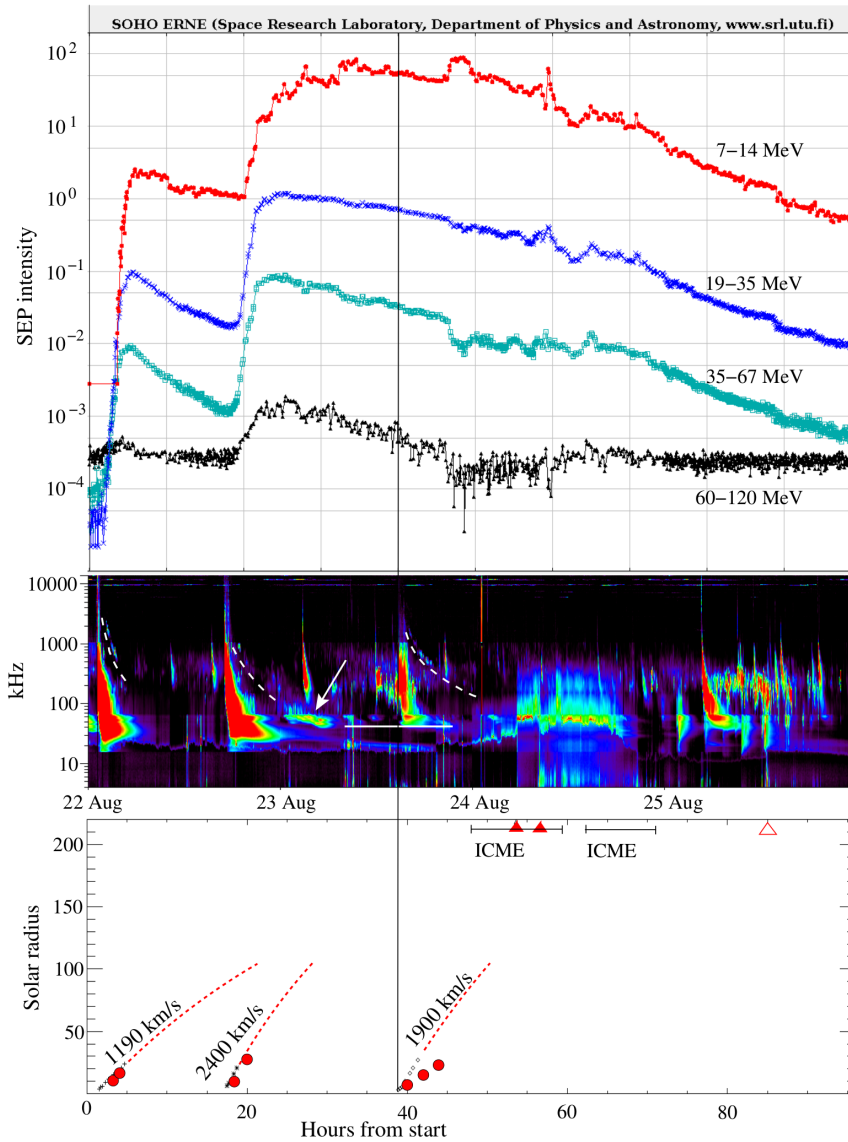 SOHO ERNE (Space Research Laboratory, Department of Physics and Astronomy, www.srl.utu.fi)
10²
10¹
10⁰
10⁻¹
10⁻²
10⁻³
10⁻⁴
SEP intensity
7−14 MeV
19−35 MeV
35−67 MeV
60−120 MeV
10000
1000
100
10
kHz
22 Aug
23 Aug
24 Aug
25 Aug
200
150
100
50
Solar radius
ICME
ICME
1190 km/s
2400 km/s
1900 km/s
0
20
40
60
80
Hours from start